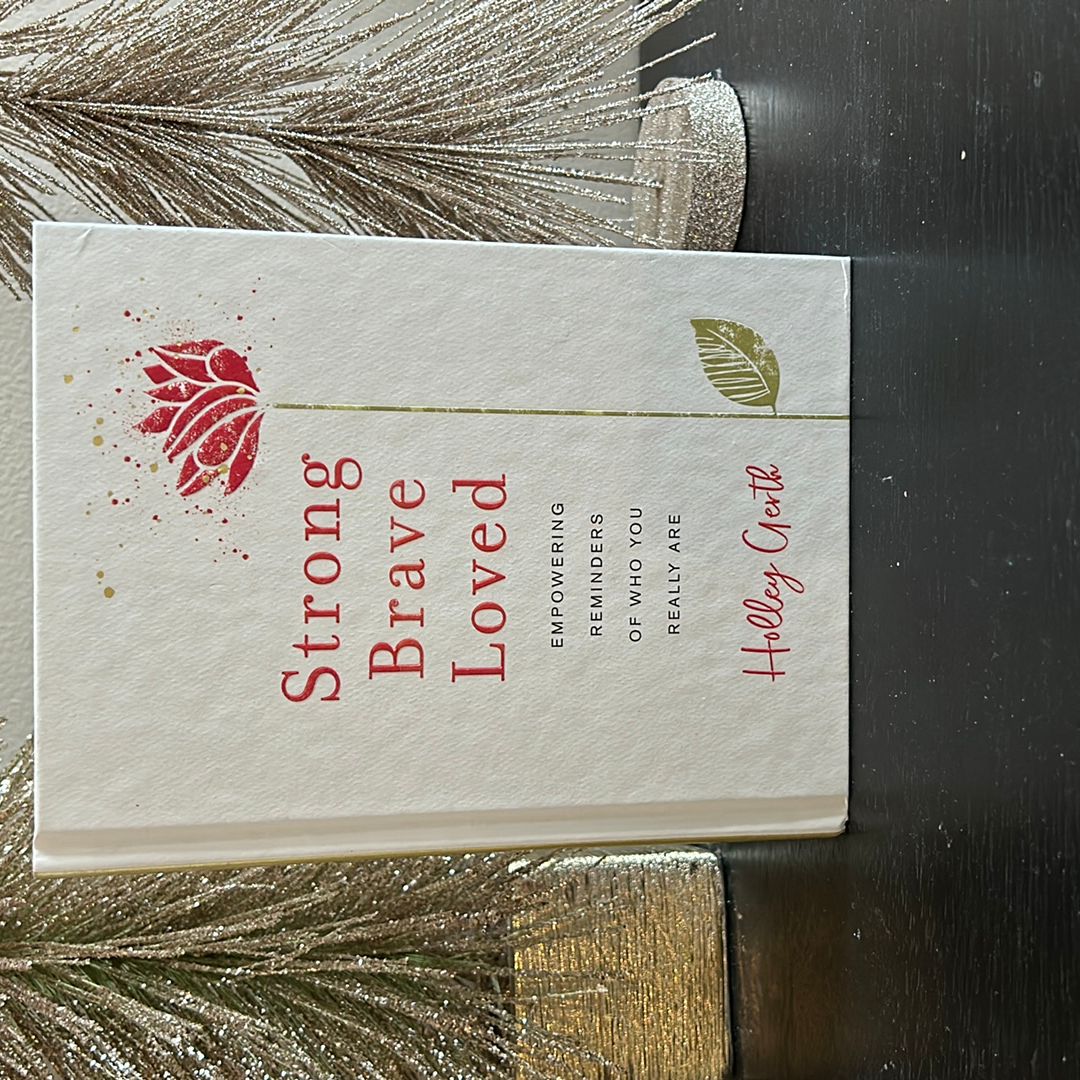 Strong
Brave
Loved
EMPOWERING
REMINDERS
OF WHO YOU
REALLY ARE
Holley Gerth